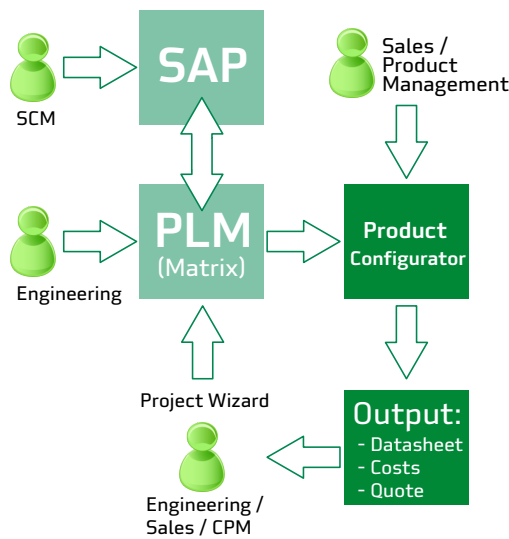 SAP
SCM
Sales /
Product
Management
PLM
(Matrix)
Engineering
Product
Configurator
Project Wizard
Engineering /
Sales / CPM
Output:
- Datasheet
- Costs
- Quote